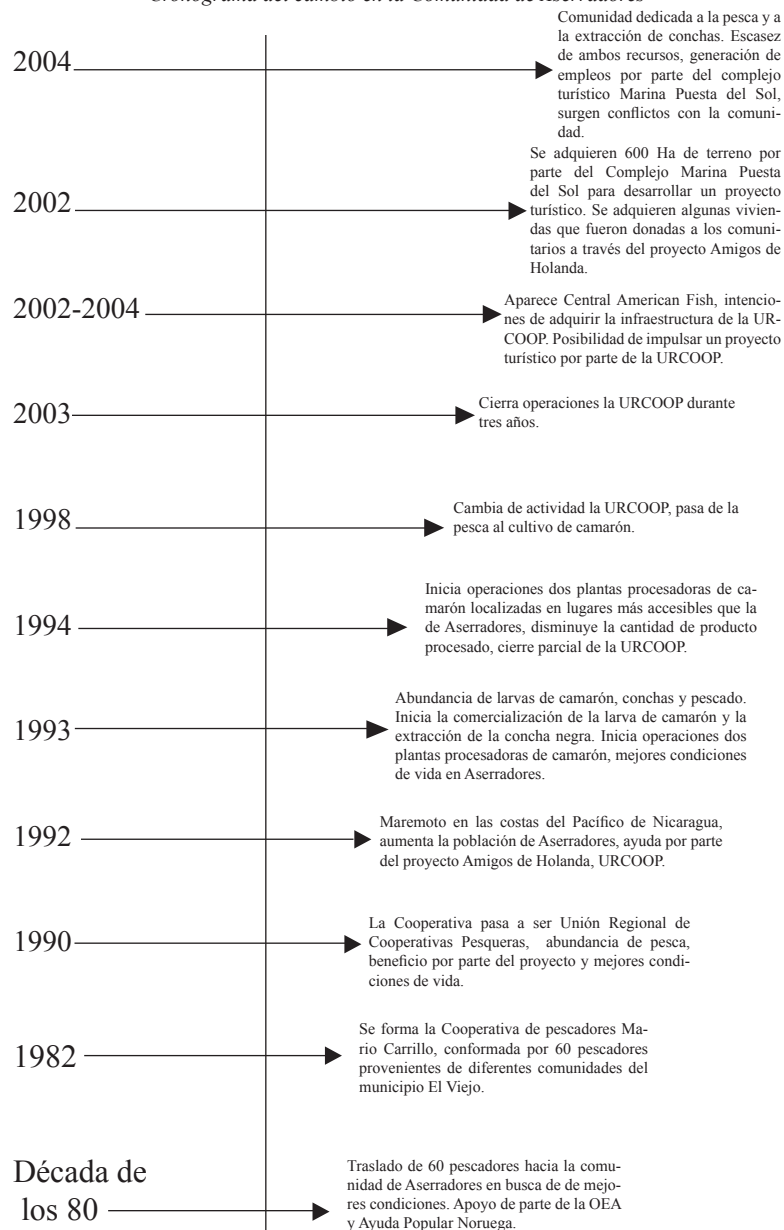 Cronograma del cambio en la Comunidad de Aserradores
2004
Comunidad dedicada a la pesca y a
la extracción de conchas. Escasez
de ambos recursos, generación de
empleos por parte del complejo
turístico Marina Puesta del Sol,
surgen conflictos con la comuni-
dad.
2002
Se adquieren 600 Ha de terreno por
parte del Complejo Marina Puesta
del Sol para desarrollar un proyecto
turístico. Se adquieren algunas vivien-
das que fueron donadas a los comuni-
tarios a través del proyecto Amigos de
Holanda.
2002-2004
Aparece Central American Fish, intencio-
nes de adquirir la infraestructura de la UR-
COOP. Posibilidad de impulsar un proyecto
turístico por parte de la URCOOP.
2003
Cierra operaciones la URCOOP durante
tres años.
1998
Cambia de actividad la URCOOP, pasa de la
pesca al cultivo de camarón.
1994
Inicia operaciones dos plantas procesadoras de ca-
marón localizadas en lugares más accesibles que la
de Aserradores, disminuye la cantidad de producto
procesado, cierre parcial de la URCOOP.
1993
Abundancia de larvas de camarón, conchas y pescado.
Inicia la comercialización de la larva de camarón y la
extracción de la concha negra. Inicia operaciones dos
plantas procesadoras de camarón, mejores condiciones
de vida en Aserradores.
1992
Maremoto en las costas del Pacífico de Nicaragua,
aumenta la población de Aserradores, ayuda por parte
del proyecto Amigos de Holanda, URCOOP.
1990
La Cooperativa pasa a ser Unión Regional de
Cooperativas Pesqueras, abundancia de pesca,
beneficio por parte del proyecto y mejores condi-
ciones de vida.
1982
Se forma la Cooperativa de pescadores Ma-
rio Carrillo, conformada por 60 pescadores
provenientes de diferentes comunidades del
municipio El Viejo.
Década de
los 80
Traslado de 60 pescadores hacia la comu-
nidad de Aserradores en busca de de mejo-
res condiciones. Apoyo de parte de la OEA
y Ayuda Popular Noruega.